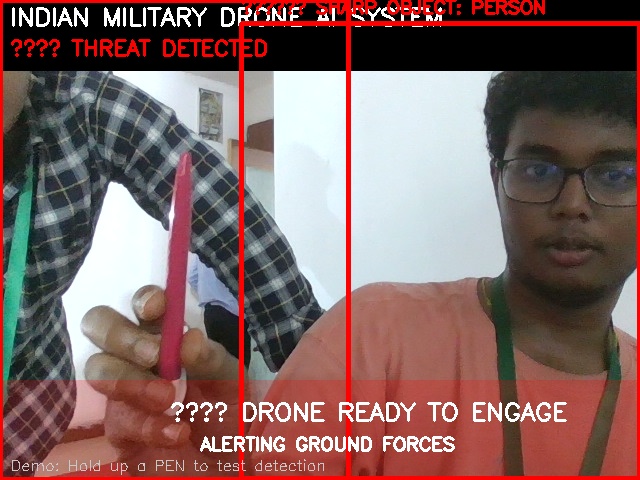 ?????? SHARP OBJECT: PERSON
INDIAN MILITARY DRONE AI SYSTEM
???? THREAT DETECTED
???? DRONE READY TO ENGAGE
ALERTING GROUND FORCES
Demo: Hold up a PEN to test detection